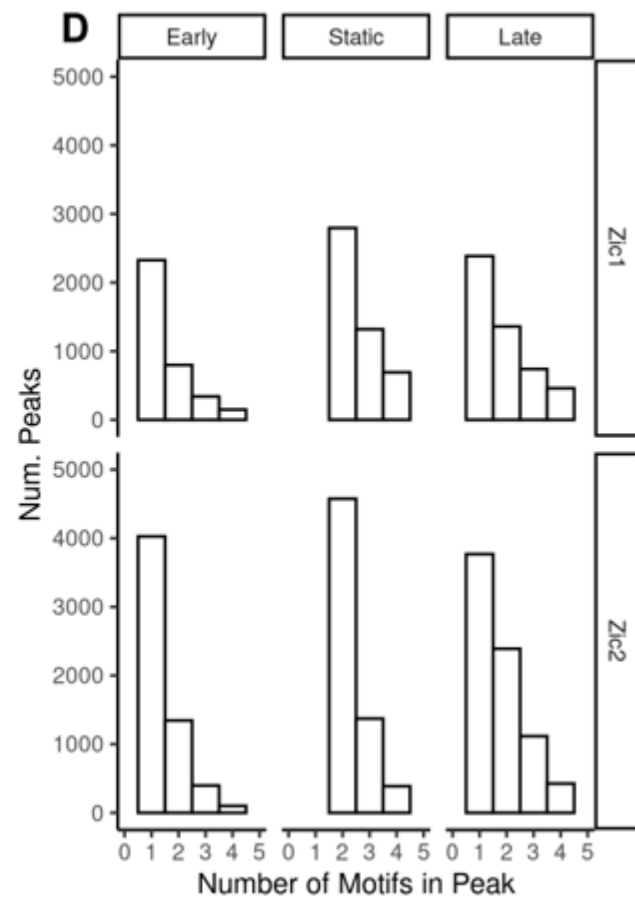 D
Early Static Late
5000
4000
3000
2000
1000
0
Zic1
Num. Peaks
5000
4000
3000
2000
1000
0
Zic2
0 1 2 3 4 5 0 1 2 3 4 5 0 1 2 3 4 5
Number of Motifs in Peak